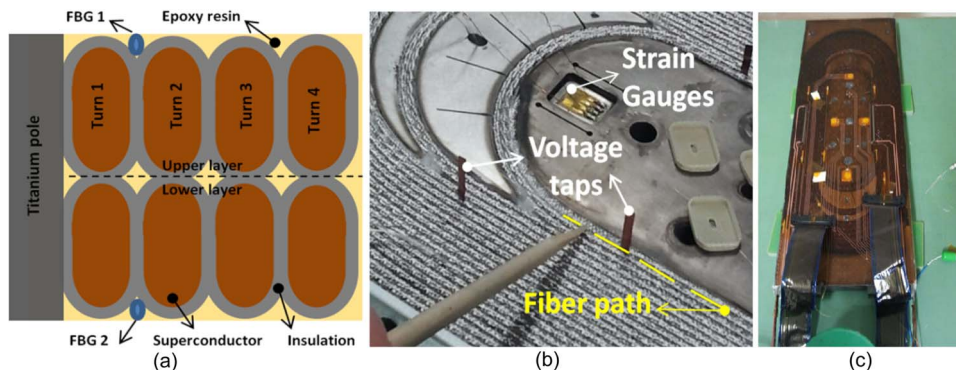 FBG 1
Epoxy resin
Titanium pole
Turn 1
Turn 2
Turn 3
Turn 4
Upper layer
Lower layer
FBG 2
Superconductor
Insulation
(a)
Strain
Gauges
Voltage
taps
Fiber path
(b)
(c)